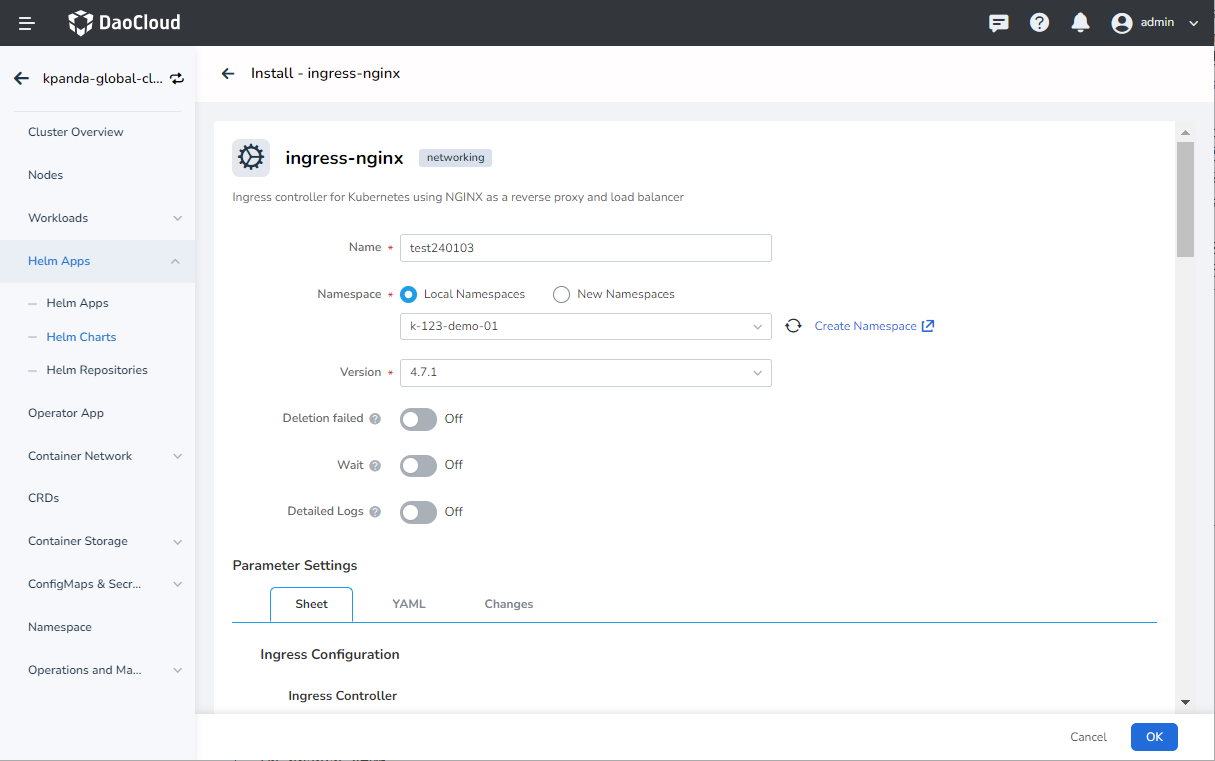 DaoCloud
admin
kpanda-global-cl...
Install - ingress-nginx
Cluster Overview
Nodes
Workloads
Helm Apps
Helm Apps
Helm Charts
Helm Repositories
Operator App
Container Network
CRDs
Container Storage
ConfigMaps & Secr...
Namespace
Operations and Ma...
ingress-nginx networking
Ingress controller for Kubernetes using NGINX as a reverse proxy and load balancer
Name * test240103
Namespace * Local Namespaces New Namespaces
k-123-demo-01 Create Namespace
Version * 4.7.1
Deletion failed ? Off
Wait ? Off
Detailed Logs ? Off
Parameter Settings
Sheet YAML Changes
Ingress Configuration
Ingress Controller
Cancel OK